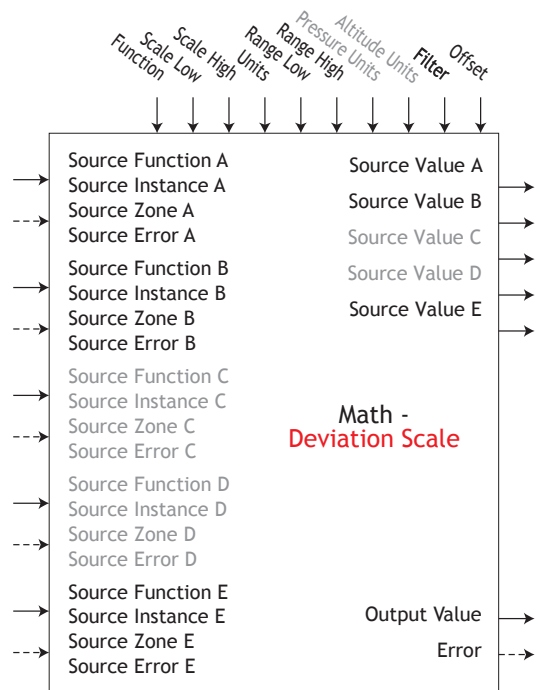 Function
Scale Low
Scale High
Units
Range Low
Range High
Pressure Units
Altitude Units
Filter
Offset
Source Function A
Source Instance A
Source Zone A
Source Error A
Source Function B
Source Instance B
Source Zone B
Source Error B
Source Function C
Source Instance C
Source Zone C
Source Error C
Source Function D
Source Instance D
Source Zone D
Source Error D
Source Function E
Source Instance E
Source Zone E
Source Error E
Source Value A
Source Value B
Source Value C
Source Value D
Source Value E
Math -
Deviation Scale
Output Value
Error